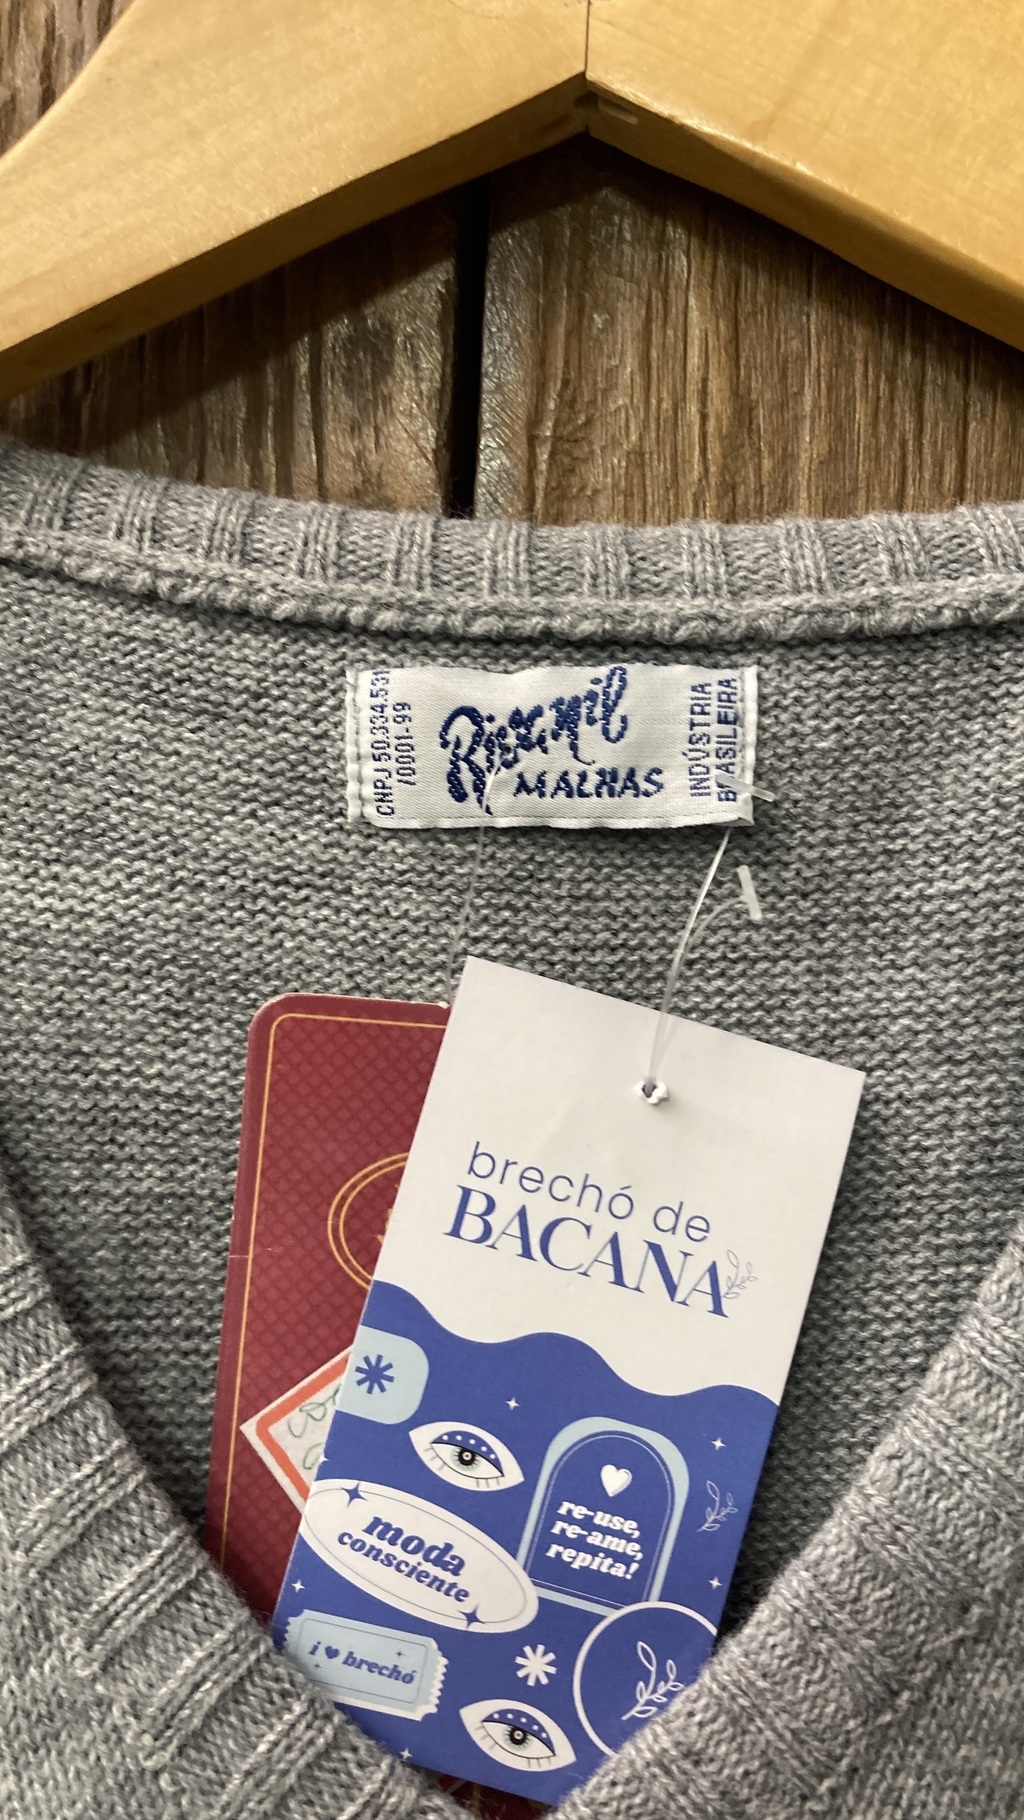 CNPJ 50.334.531
/0001-99
MALHAS
INDÚSTRIA
BRASILEIRA
brechó de
BACANA
re-use,
re-ame,
repita!
moda
consciente
i ♥ brechó